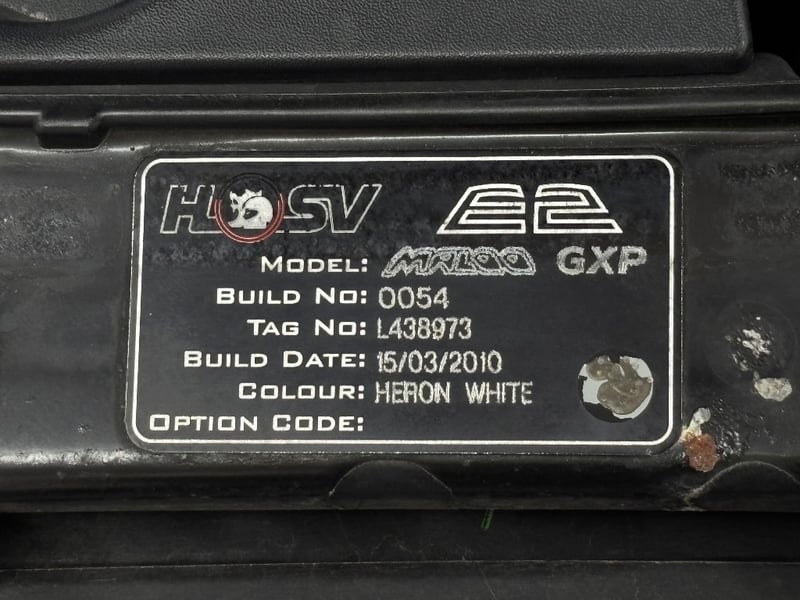 HSV E2
MODEL: MALOO GXP
BUILD NO: 0054
TAG NO: L438973
BUILD DATE: 15/03/2010
COLOUR: HERON WHITE
OPTION CODE: